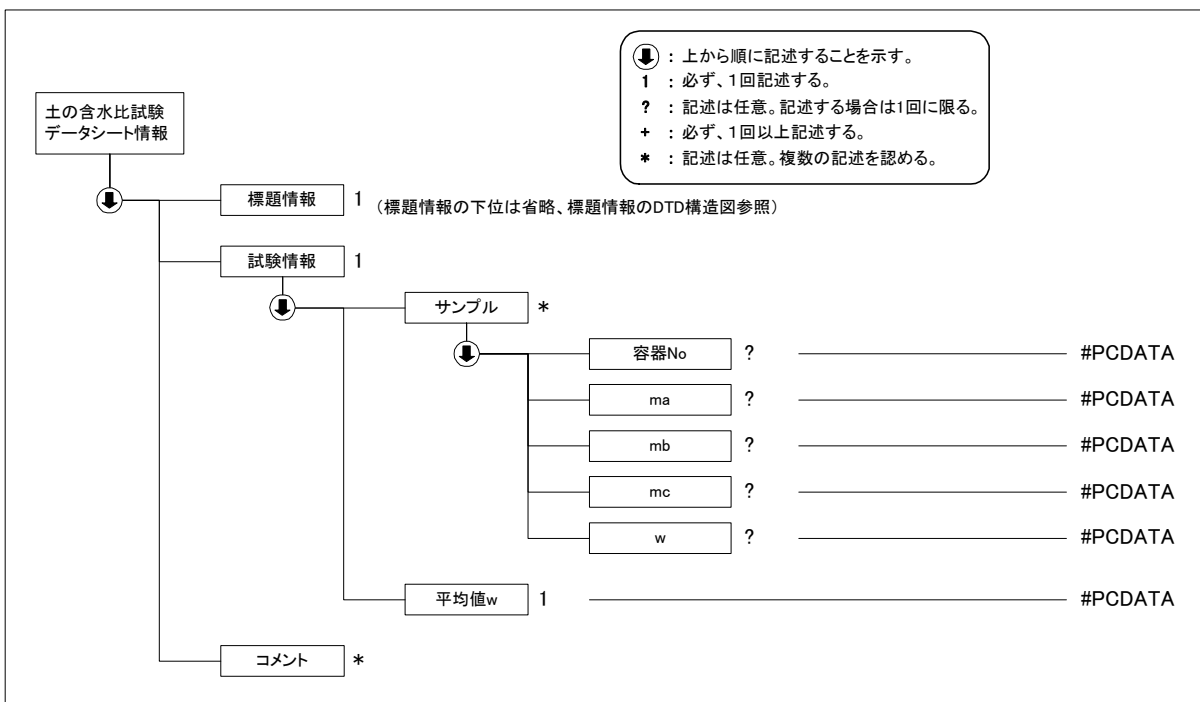 : 上から順に記述することを示す。
1 : 必ず、1回記述する。
? : 記述は任意。記述する場合は1回に限る。
+ : 必ず、1回以上記述する。
* : 記述は任意。複数の記述を認める。
土の含水比試験
データシート情報
標題情報 1 (標題情報の下位は省略、標題情報のDTD構造図参照)
試験情報 1
サンプル *
容器No ? #PCDATA
ma ? #PCDATA
mb ? #PCDATA
mc ? #PCDATA
w ? #PCDATA
平均値w 1 #PCDATA
コメント *